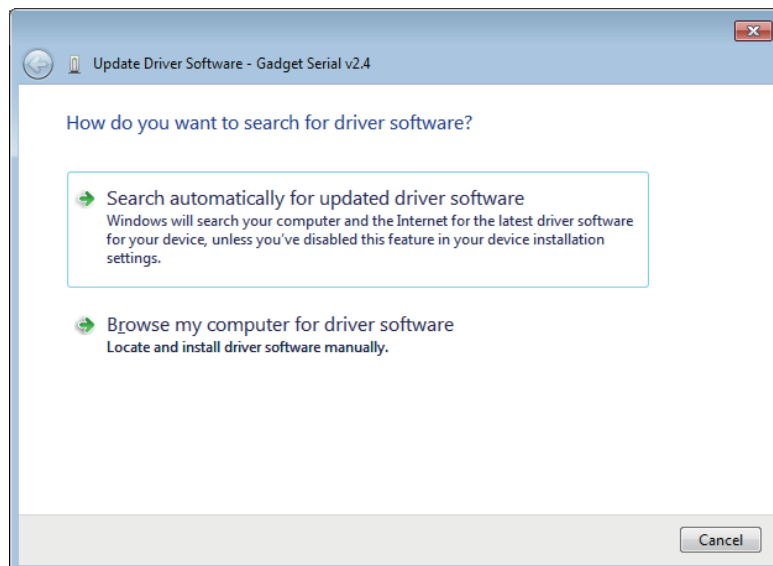 Update Driver Software - Gadget Serial v2.4
How do you want to search for driver software?
Search automatically for updated driver software
Windows will search your computer and the Internet for the latest driver software
for your device, unless you've disabled this feature in your device installation
settings.
Browse my computer for driver software
Locate and install driver software manually.
Cancel